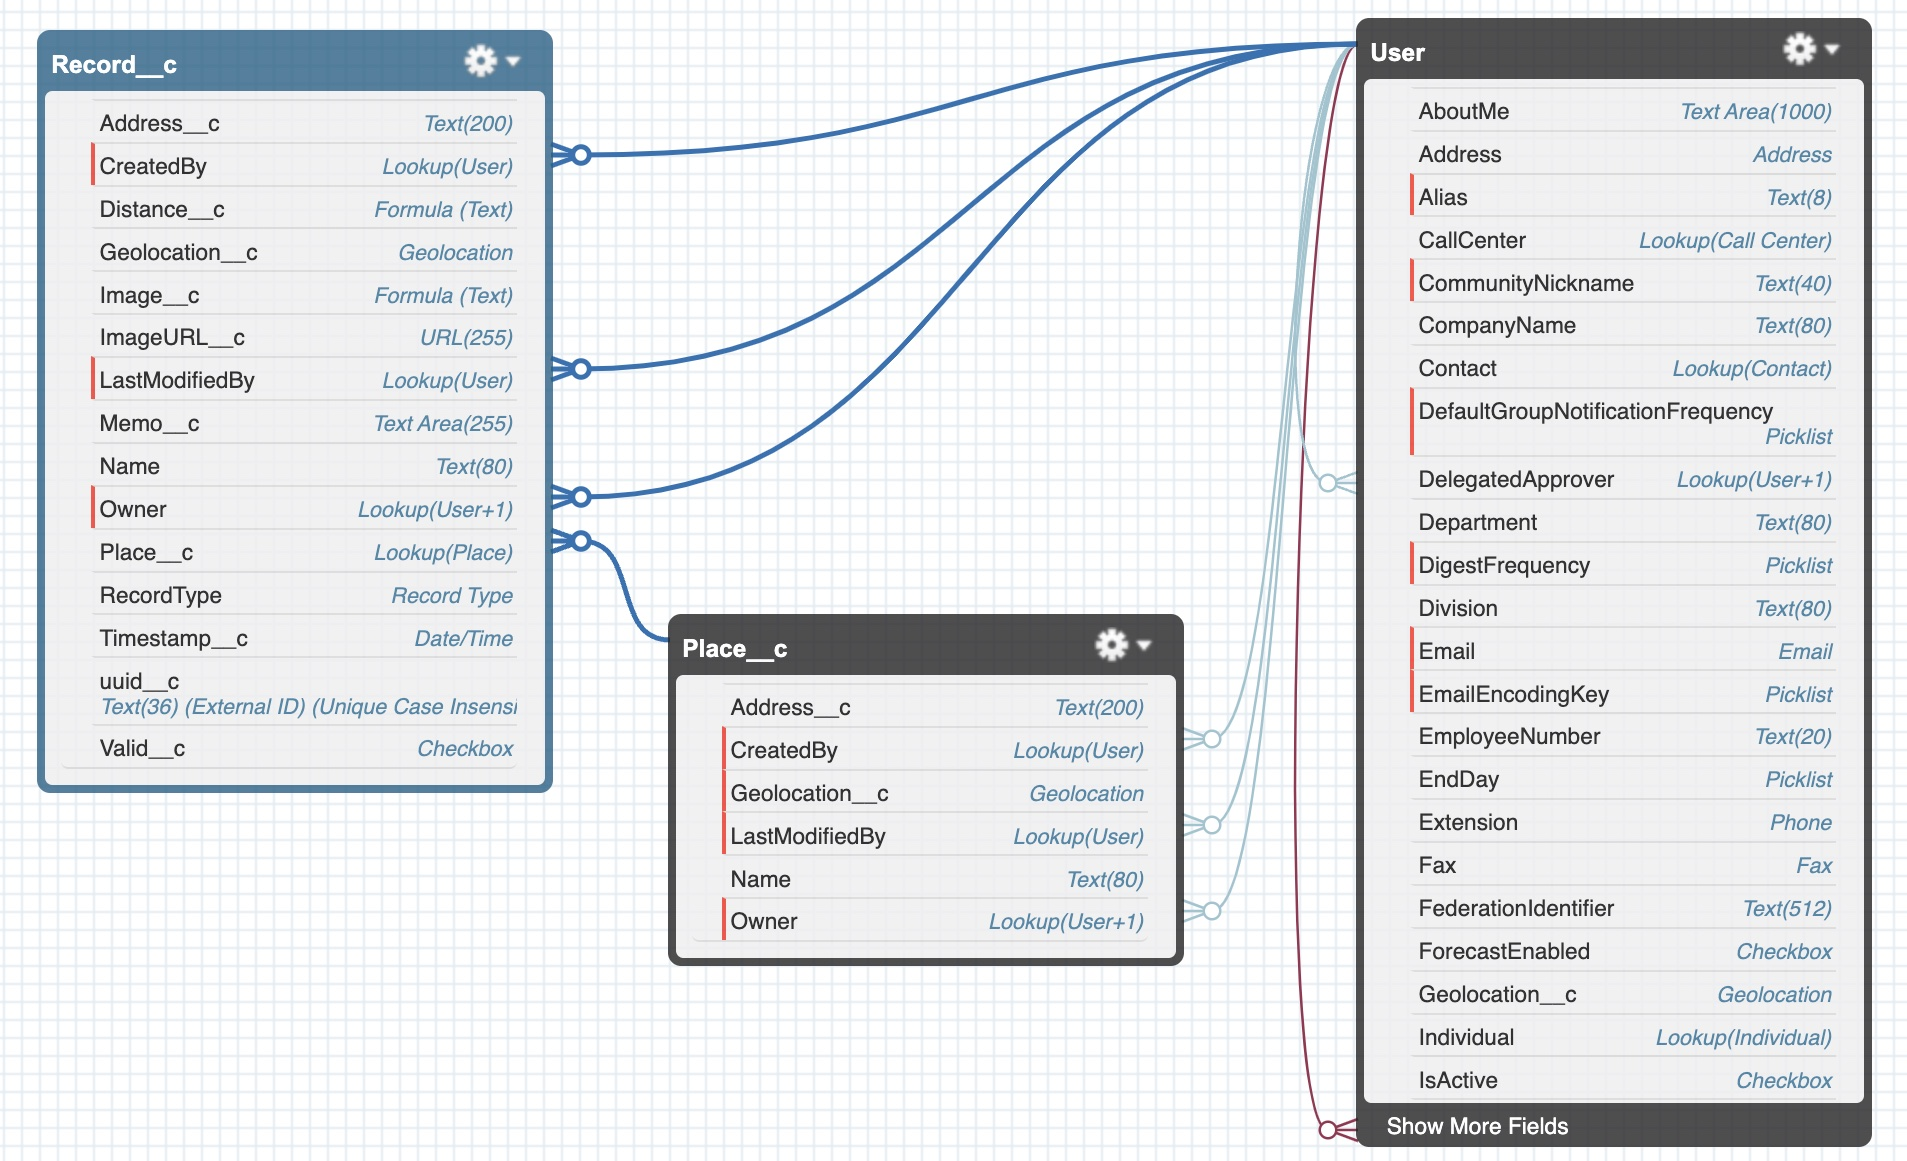 Record__c
Address__c Text(200)
CreatedBy Lookup(User)
Distance__c Formula (Text)
Geolocation__c Geolocation
Image__c Formula (Text)
ImageURL__c URL(255)
LastModifiedBy Lookup(User)
Memo__c Text Area(255)
Name Text(80)
Owner Lookup(User+1)
Place__c Lookup(Place)
RecordType Record Type
Timestamp__c Date/Time
uuid__c
Text(36) (External ID) (Unique Case Insensi
Valid__c Checkbox
Place__c
Address__c Text(200)
CreatedBy Lookup(User)
Geolocation__c Geolocation
LastModifiedBy Lookup(User)
Name Text(80)
Owner Lookup(User+1)
User
AboutMe Text Area(1000)
Address Address
Alias Text(8)
CallCenter Lookup(Call Center)
CommunityNickname Text(40)
CompanyName Text(80)
Contact Lookup(Contact)
DefaultGroupNotificationFrequency
Picklist
DelegatedApprover Lookup(User+1)
Department Text(80)
DigestFrequency Picklist
Division Text(80)
Email Email
EmailEncodingKey Picklist
EmployeeNumber Text(20)
EndDay Picklist
Extension Phone
Fax Fax
FederationIdentifier Text(512)
ForecastEnabled Checkbox
Geolocation__c Geolocation
Individual Lookup(Individual)
IsActive Checkbox
Show More Fields